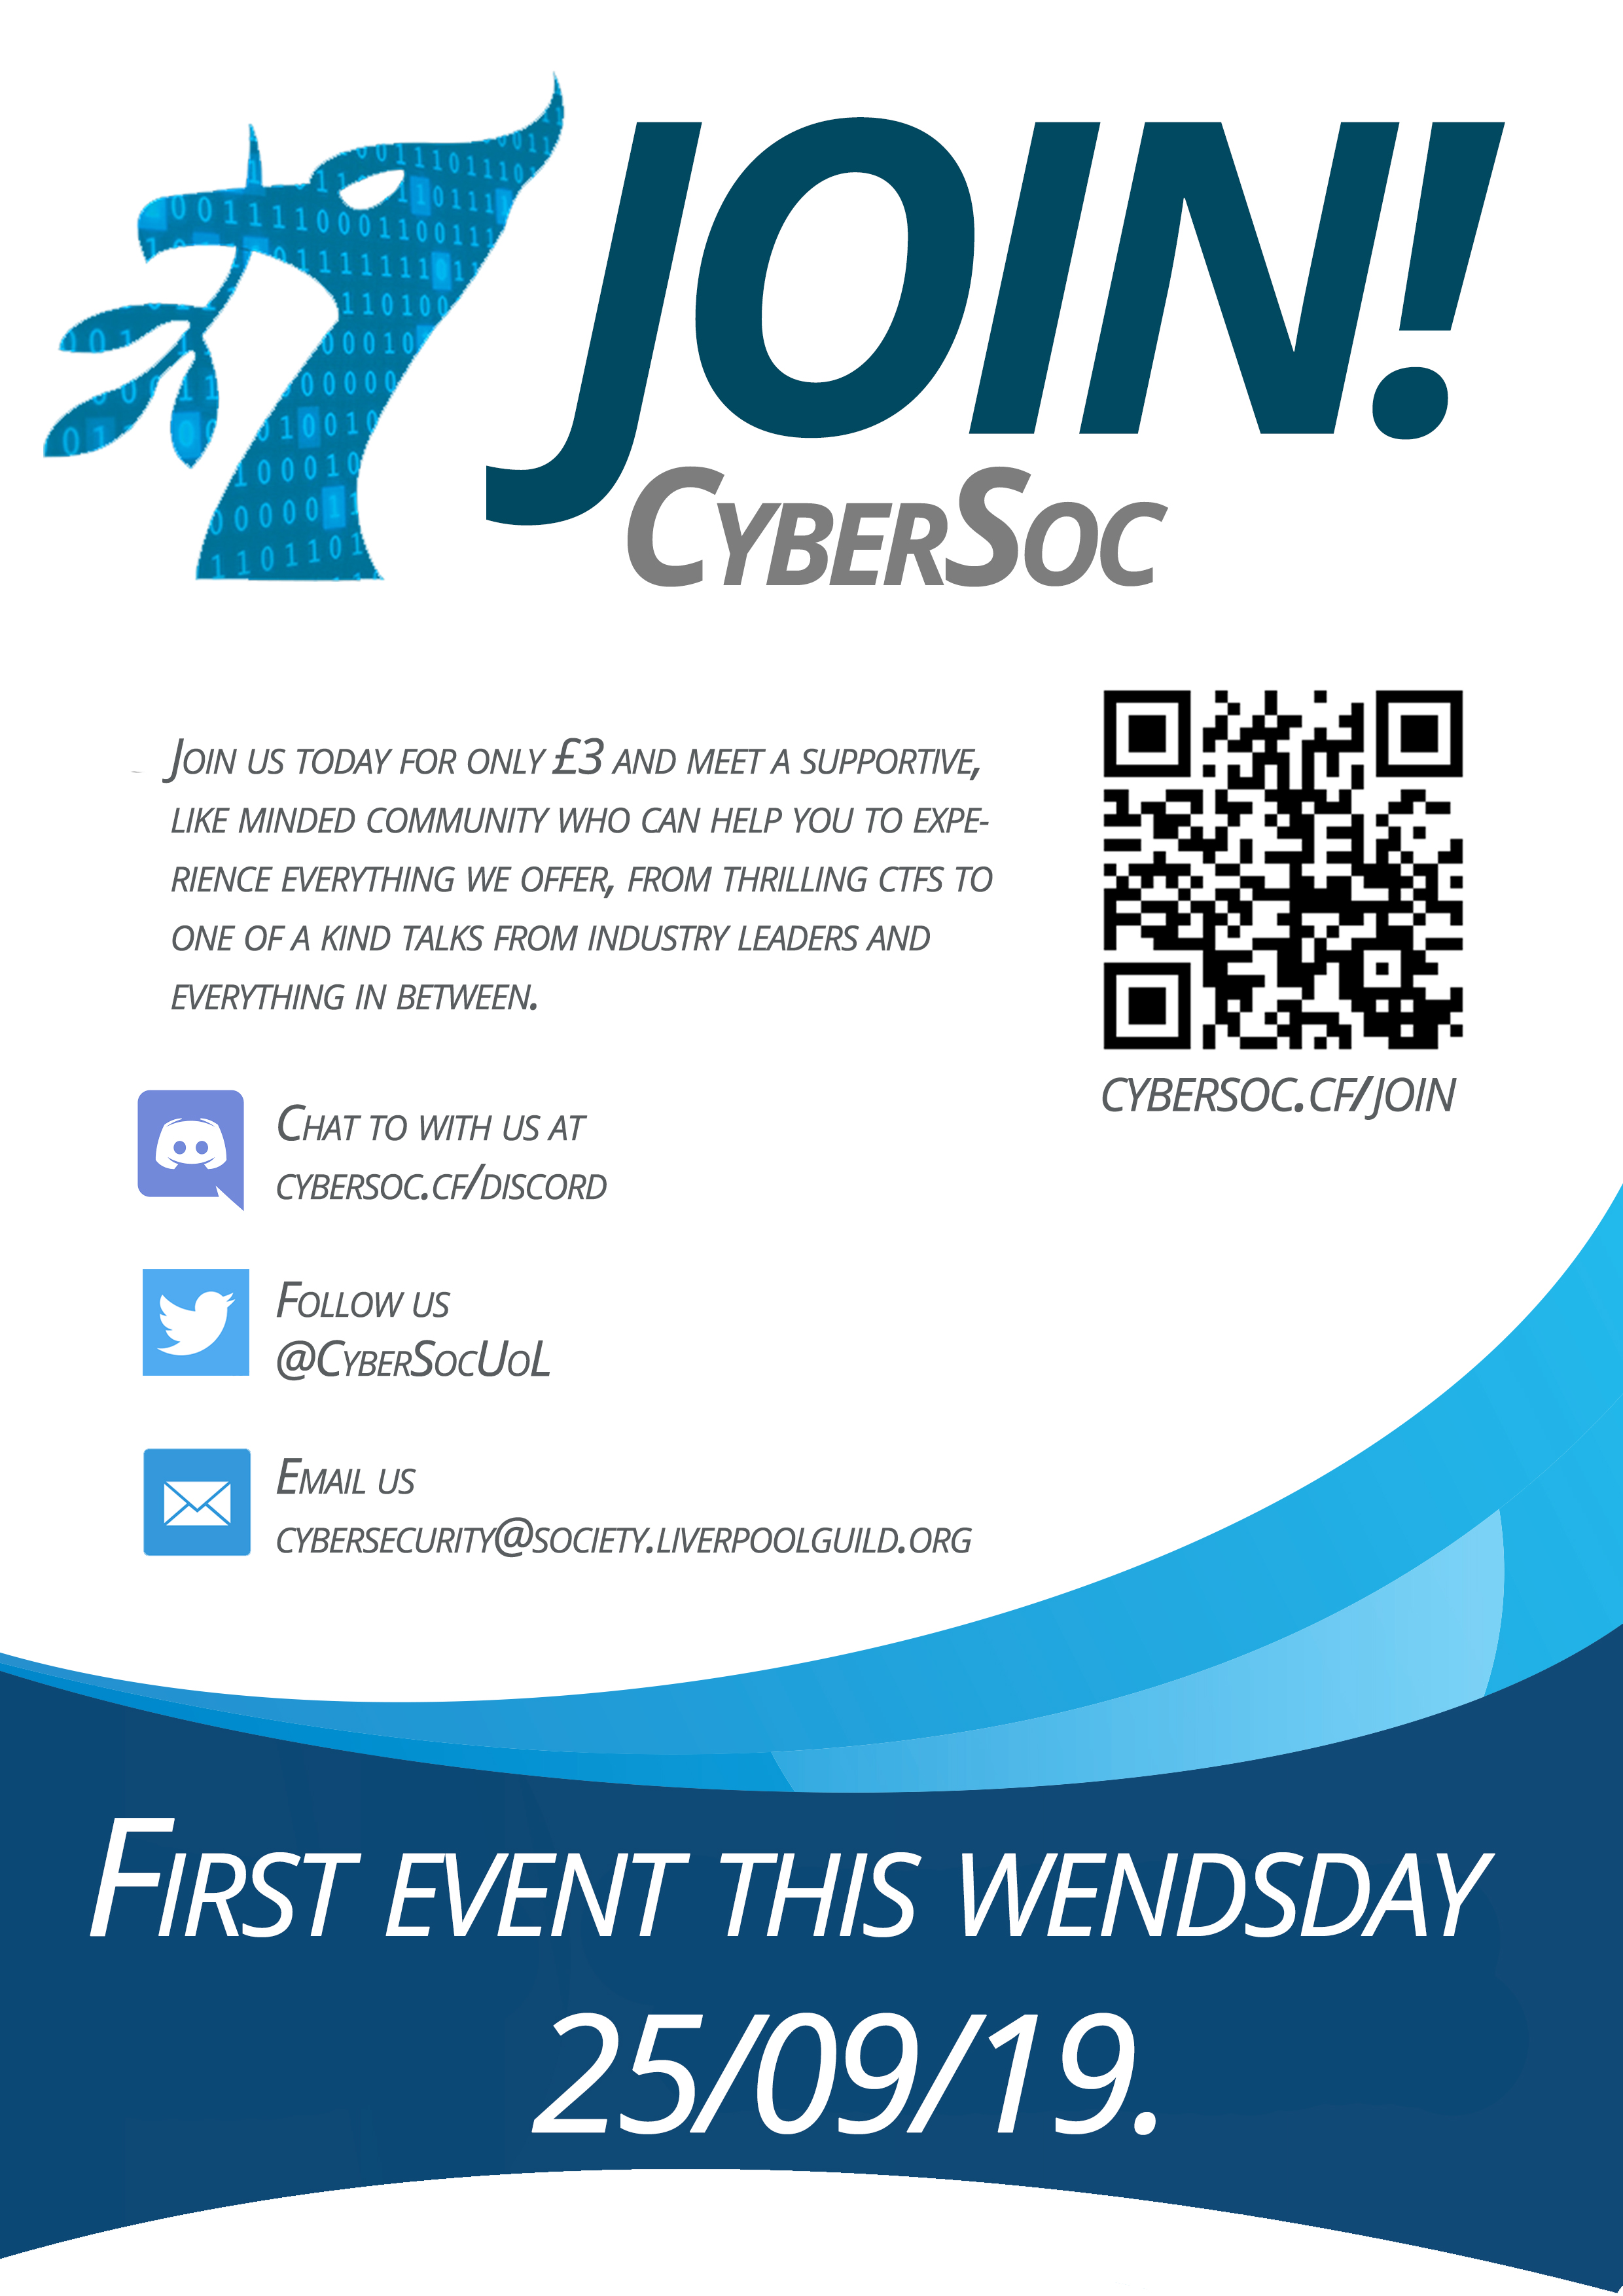 JOIN!
CyberSoc
Join us today for only £3 and meet a supportive,
like minded community who can help you to expe-
rience everything we offer, from thrilling ctfs to
one of a kind talks from industry leaders and
everything in between.
cybersoc.cf/join
Chat to with us at
cybersoc.cf/discord
Follow us
@CyberSocUoL
Email us
cybersecurity@society.liverpoolguild.org
First event this wendsday
25/09/19.